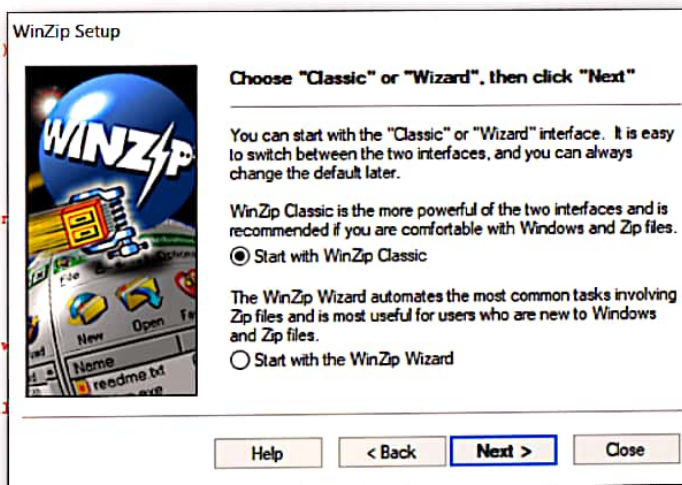 WinZip Setup
Choose "Classic" or "Wizard", then click "Next"
You can start with the "Classic" or "Wizard" interface. It is easy
to switch between the two interfaces, and you can always
change the default later.
WinZip Classic is the more powerful of the two interfaces and is
recommended if you are comfortable with Windows and Zip files.
Start with WinZip Classic
The WinZip Wizard automates the most common tasks involving
Zip files and is most useful for users who are new to Windows
and Zip files.
Start with the WinZip Wizard
WINZIP
File
Options
New
Open
Name
readme.txt
.exe
Help
< Back
Next >
Close